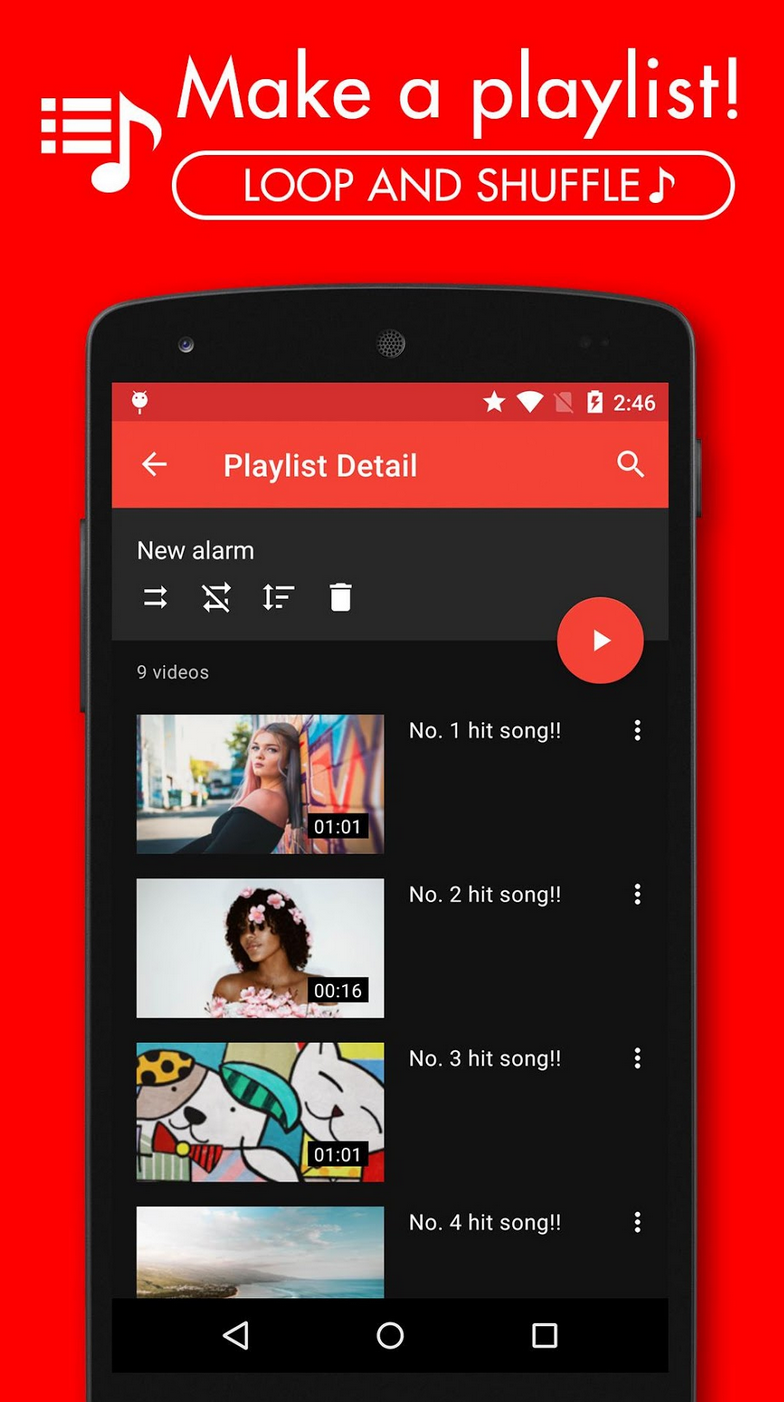 Make a playlist!
LOOP AND SHUFFLE
2:46
Playlist Detail
New alarm
9 videos
No. 1 hit song!!
01:01
No. 2 hit song!!
00:16
No. 3 hit song!!
01:01
No. 4 hit song!!